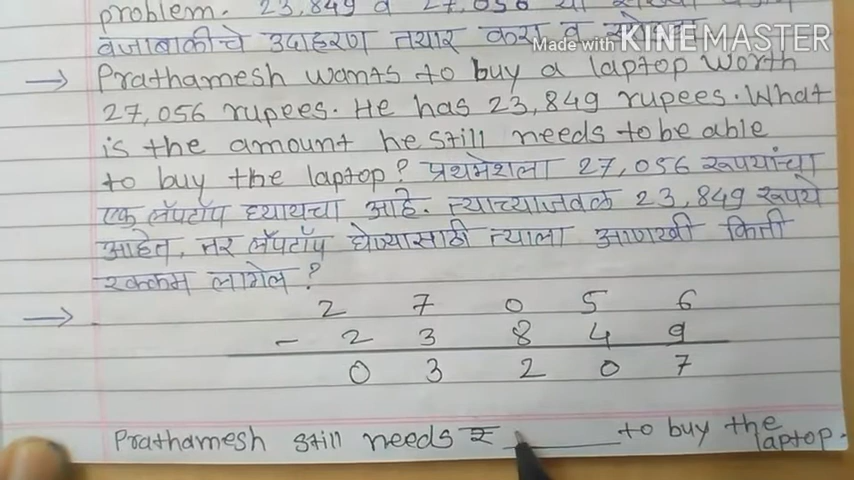 problem. 23,849 व 27,056 या संख्या
वजाबाकीचे उदाहरण तयार करा व
Made with KINEMASTER
→ Prathamesh wants to buy a laptop worth
27,056 rupees. He has 23,849 rupees. What
is the amount he still needs to be able
to buy the laptop? प्रथमेशला 27,056 रूपयांचा
एक लॅपटॉप घ्यायचा आहे. त्याच्याजवळ 23,849 रूपये
आहेत, तर लॅपटॉप घेण्यासाठी त्याला आणखी किती
रक्कम लागेल?
→ 2 7 0 5 6
- 2 3 8 4 9
0 3 2 0 7
Prathamesh still needs ₹ ______ to buy the
laptop.